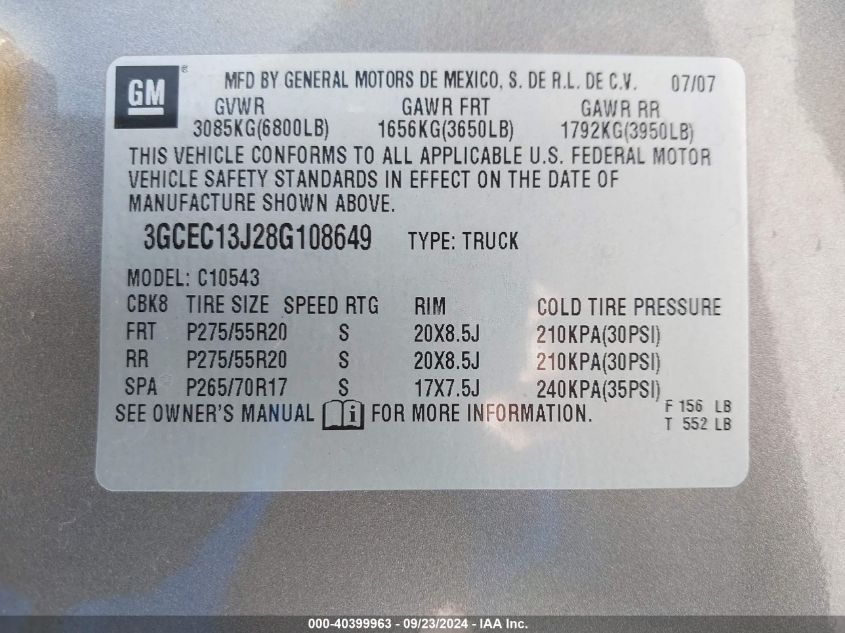 GM ® MFD BY GENERAL MOTORS DE MEXICO, S. DE R.L. DE C.V. 07/07
GVWR GAWR FRT GAWR RR
3085KG(6800LB) 1656KG(3650LB) 1792KG(3950LB)
THIS VEHICLE CONFORMS TO ALL APPLICABLE U.S. FEDERAL MOTOR
VEHICLE SAFETY STANDARDS IN EFFECT ON THE DATE OF
MANUFACTURE SHOWN ABOVE.
3GCEC13J28G108649 TYPE: TRUCK
MODEL: C10543
CBK8 TIRE SIZE SPEED RTG RIM COLD TIRE PRESSURE
FRT P275/55R20 S 20X8.5J 210KPA(30PSI)
RR P275/55R20 S 20X8.5J 210KPA(30PSI)
SPA P265/70R17 S 17X7.5J 240KPA(35PSI)
SEE OWNER'S MANUAL i FOR MORE INFORMATION. F 156 LB
T 552 LB
000-40399963 - 09/23/2024 - IAA Inc.